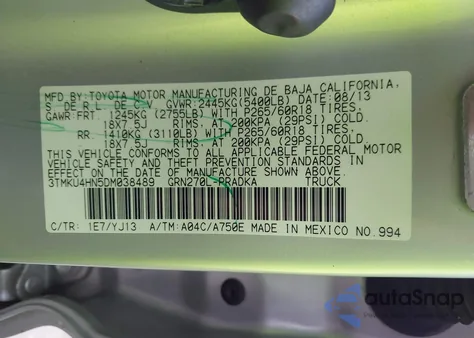 MFD.BY:TOYOTA MOTOR MANUFACTURING DE BAJA CALIFORNIA,
S. DE R.L. DE C.V. GVWR:2445KG(5400LB) DATE:08/13
GAWR:FRT. 1245KG (2755LB) WITH P265/60R18 TIRES,
18X7.5J RIMS, AT 200KPA (29PSI) COLD.
RR. 1410KG (3110LB) WITH P265/60R18 TIRES,
18X7.5J RIMS, AT 200KPA (29PSI) COLD.
THIS VEHICLE CONFORMS TO ALL APPLICABLE FEDERAL MOTOR
VEHICLE SAFETY AND THEFT PREVENTION STANDARDS IN
EFFECT ON THE DATE OF MANUFACTURE SHOWN ABOVE.
3TMKU4HN5DM038489 GRN270L-PRADKA TRUCK
C/TR: 1E7/YJ13 A/TM:A04C/A750E MADE IN MEXICO NO.994
autoSnap